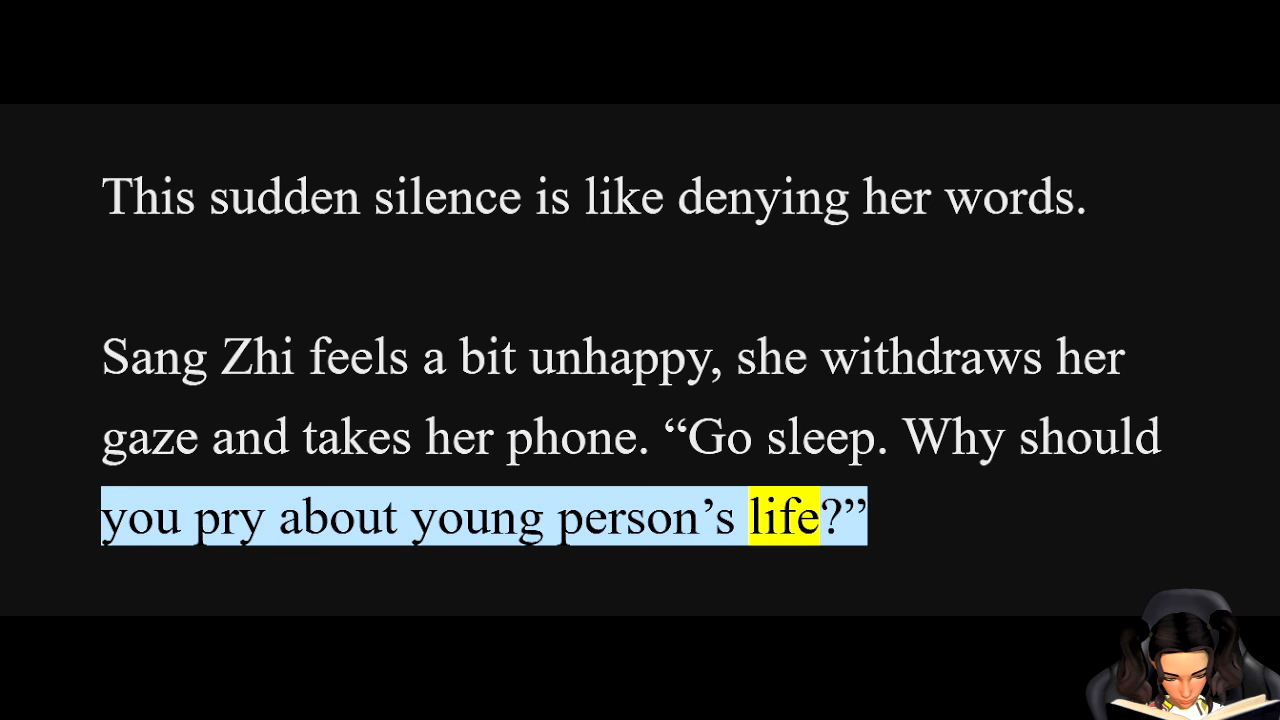 This sudden silence is like denying her words.
Sang Zhi feels a bit unhappy, she withdraws her
gaze and takes her phone. “Go sleep. Why should
you pry about young person’s life?”